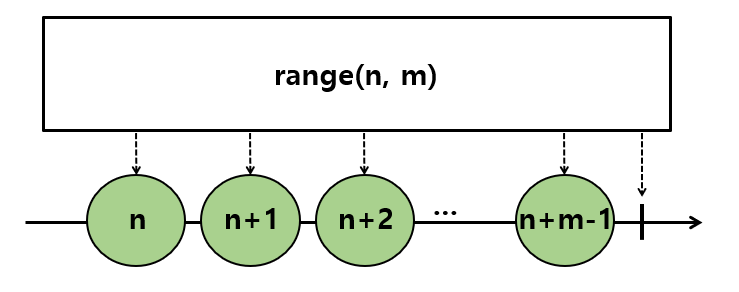 range(n, m)
n
n+1
n+2
...
n+m-1